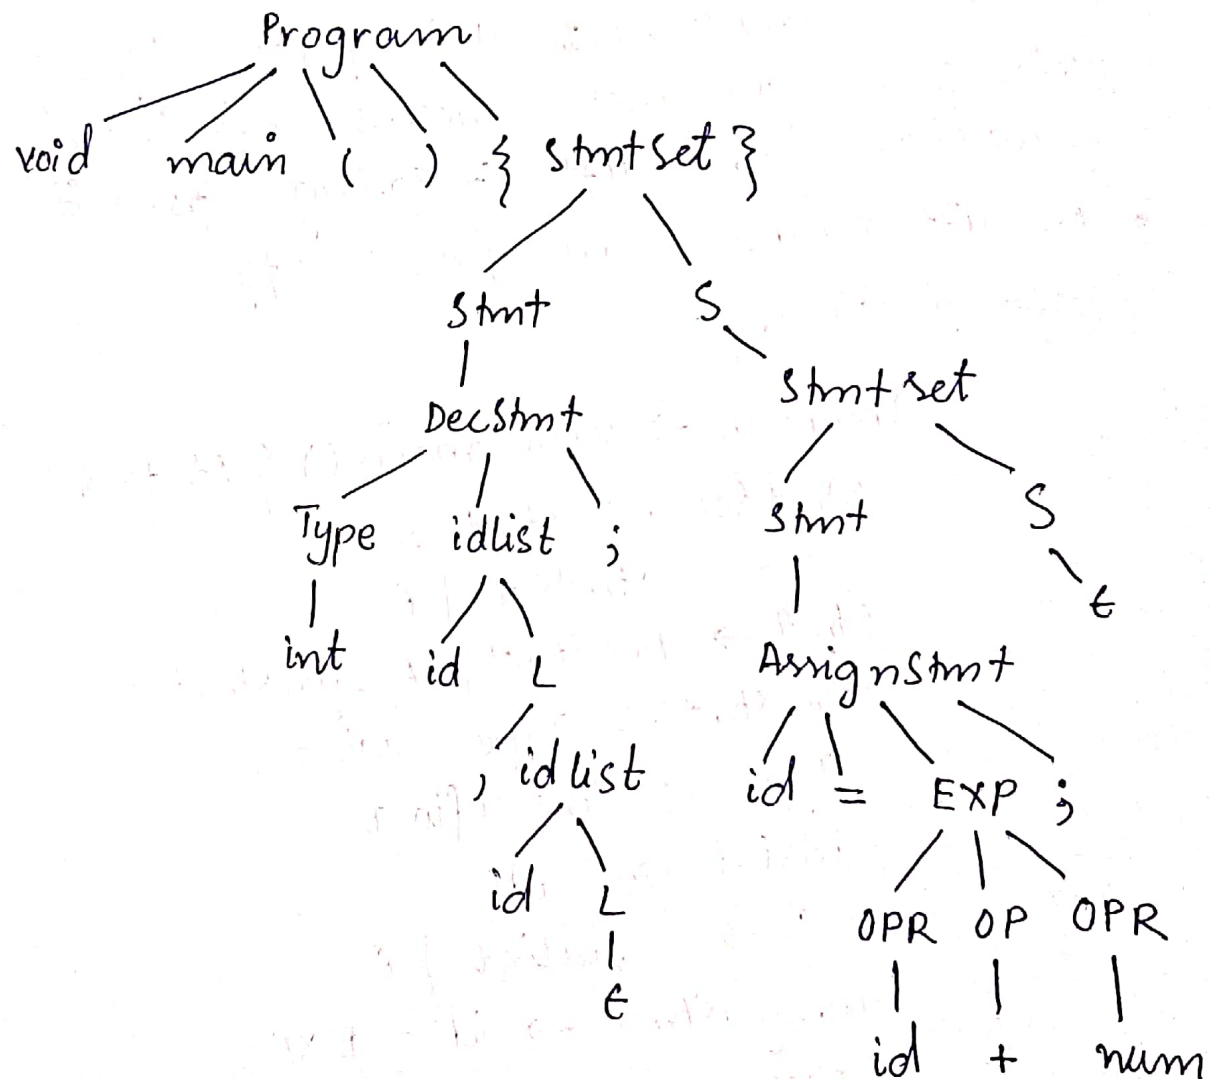 Program
void main ( ) { Stmtset }
Stmt S
Stmtset
DecStmt
Type idlist ; Stmt S
ϵ
int id L AssignStmt
, idlist id = EXP ;
id L OPR OP OPR
ϵ
id + num